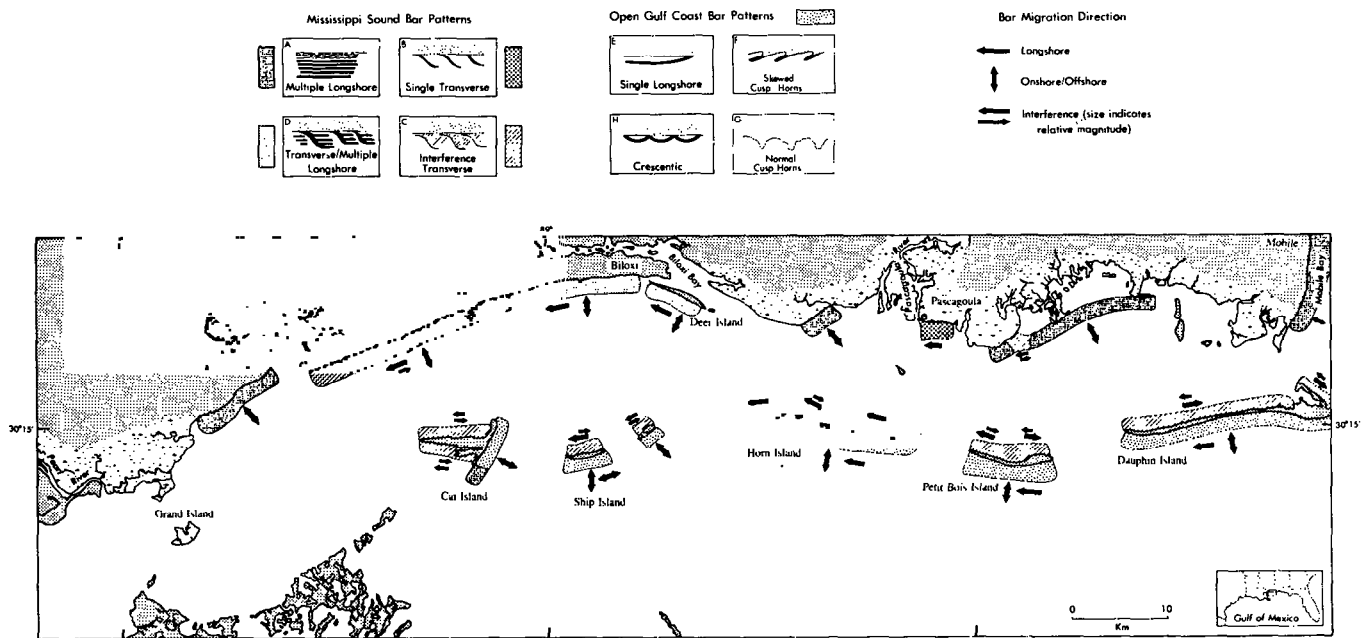 Mississippi Sound Bar Patterns
A
Multiple Longshore
B
Single Transverse
D
Transverse/Multiple
Longshore
C
Interference
Transverse
Open Gulf Coast Bar Patterns
E
Single Longshore
F
Skewed
Cusp Horns
H
Crescentic
G
Normal
Cusp Horns
Bar Migration Direction
Longshore
Onshore/Offshore
Interference (size indicates
relative magnitude)
Biloxi
Biloxi Bay
Deer Island
Pascagoula River
Pascagoula
Mobile
Mobile Bay
30°15'
30°15'
River
Grand Island
Cat Island
Ship Island
Horn Island
Petit Bois Island
Dauphin Island
0 10
Km
Gulf of Mexico